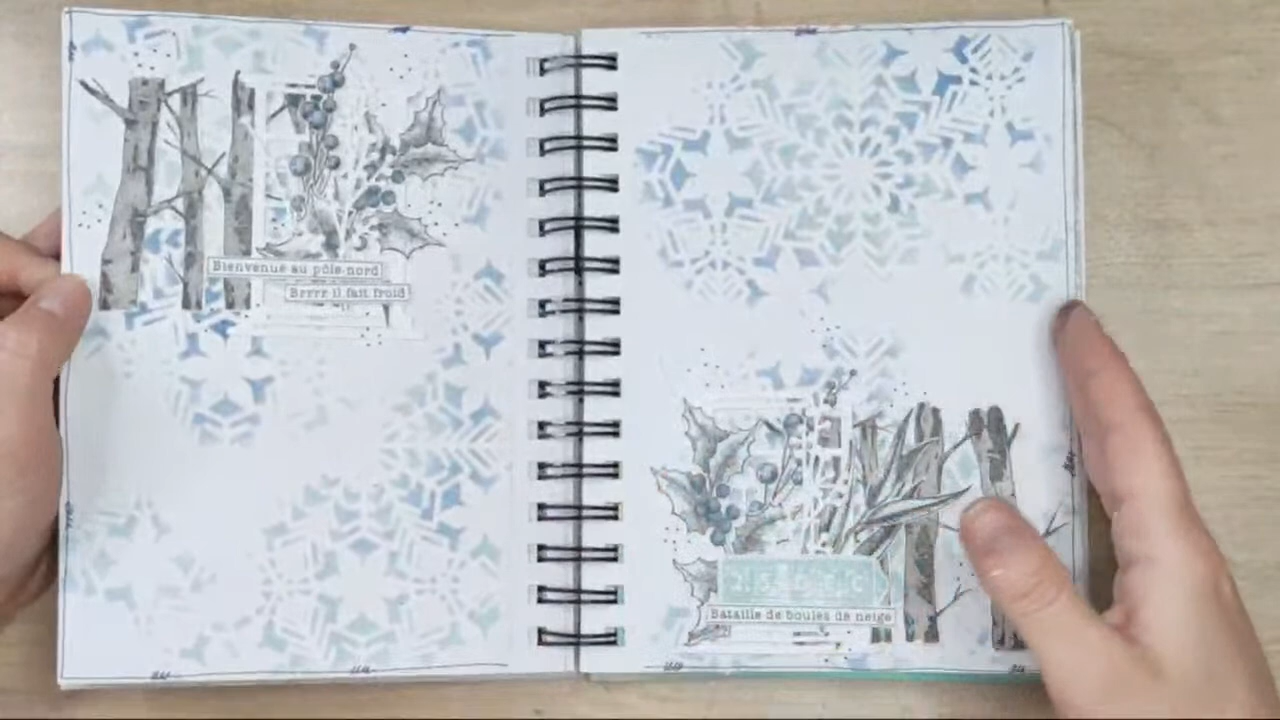 Bienvenue au pôle nord
Brrrr il fait froid
Bataille de boules de neige